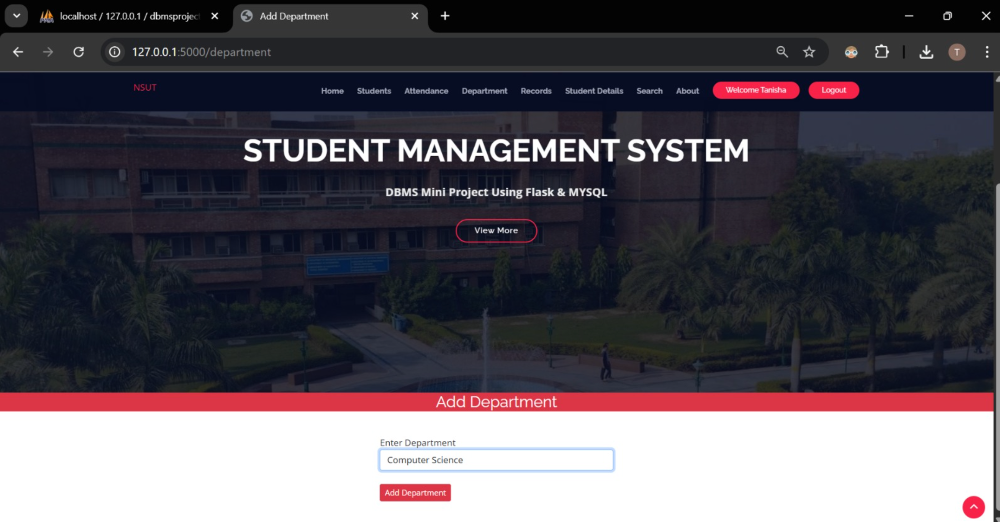 localhost / 127.0.0.1 / dbmsproject
Add Department
127.0.0.1:5000/department
T
NSUT
Home Students Attendance Department Records Student Details Search About Welcome Tanisha Logout
STUDENT MANAGEMENT SYSTEM
DBMS Mini Project Using Flask & MYSQL
View More
Add Department
Enter Department
Computer Science
Add Department